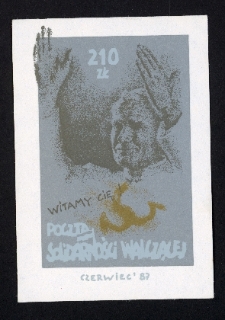 210
ZŁ
WITAMY CIĘ
POCZTA
SOLIDARNOŚCI WALCZĄCEJ
CZERWIEC' 87